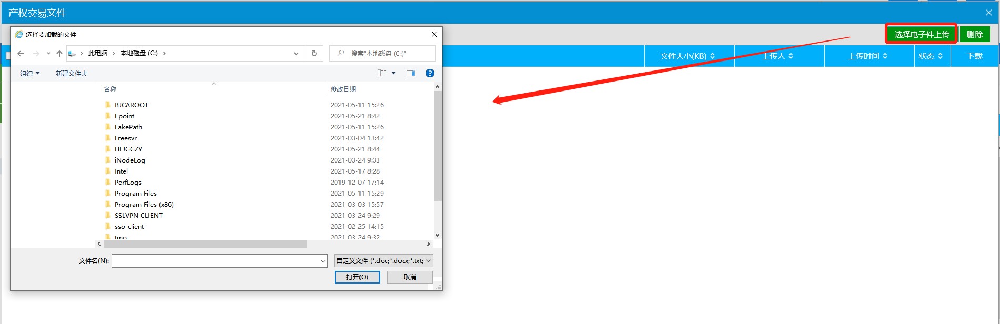 产权交易文件
选择电子件上传
删除
文件大小(KB)
上传人
上传时间
状态
下载
选择要加载的文件
此电脑
本地磁盘 (C:)
搜索"本地磁盘 (C:)"
组织
新建文件夹
名称
修改日期
BJCAROOT 2021-05-11 15:26
Epoint 2021-05-21 8:42
FakePath 2021-05-11 15:26
Freesvr 2021-03-04 13:42
HLJGGZY 2021-05-21 8:44
iNodeLog 2021-03-24 9:33
Intel 2021-05-17 8:28
PerfLogs 2019-12-07 17:14
Program Files 2021-05-11 15:29
Program Files (x86) 2021-03-03 15:57
SSLVPN CLIENT 2021-03-24 9:29
sso_client 2021-02-25 14:15
tmp 2021-03-24 9:32
文件名(N):
自定义文件 (*.doc;*.docx;*.txt;
打开(O)
取消